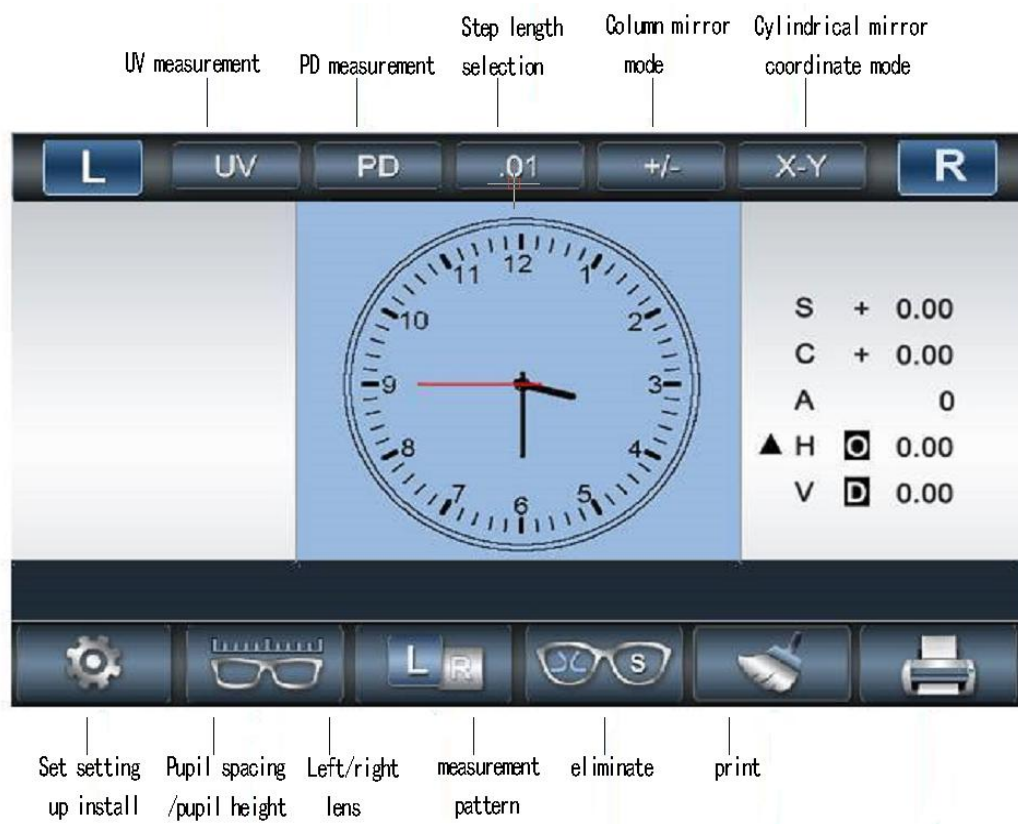 Step length
selection
Column mirror
mode
Cylindrical mirror
coordinate mode
UV measurement
PD measurement
L
UV
PD
.01
+/-
X-Y
R
12
1
2
3
4
5
6
7
8
9
10
11
S + 0.00
C + 0.00
A 0
▲ H O 0.00
V D 0.00
L R
S
Set setting
up install
Pupil spacing
/pupil height
Left/right
lens
measurement
pattern
eliminate
print